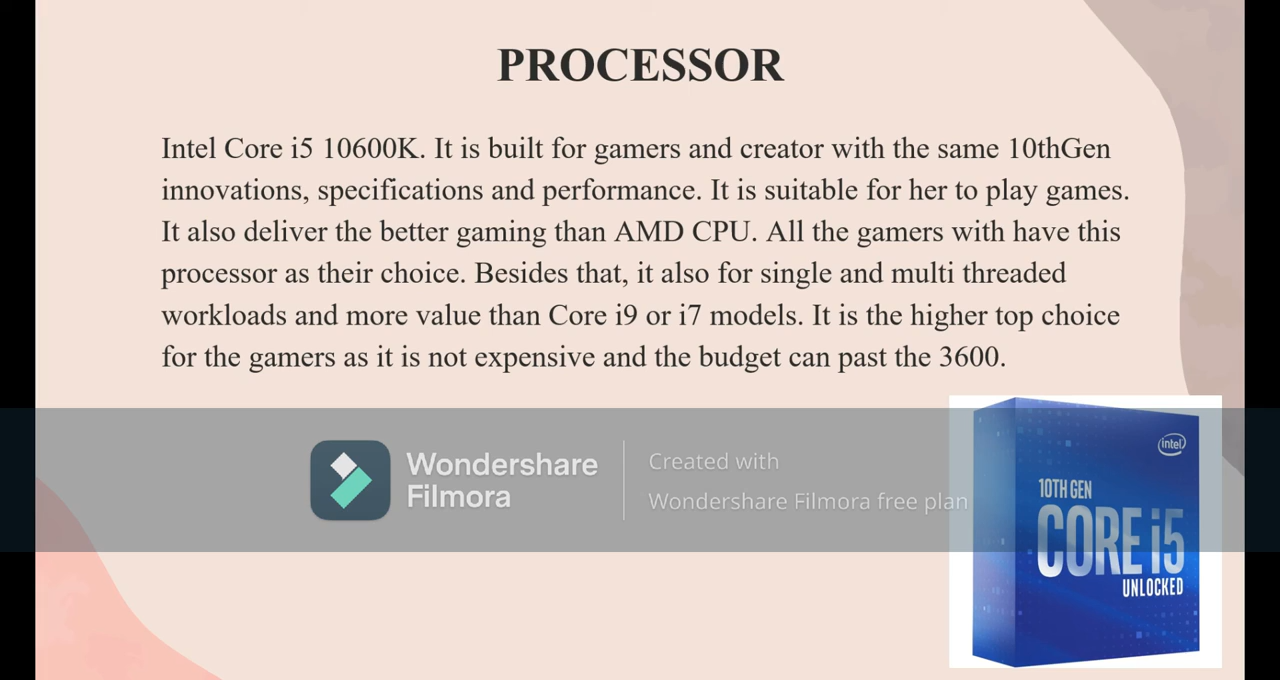 PROCESSOR
Intel Core i5 10600K. It is built for gamers and creator with the same 10thGen
innovations, specifications and performance. It is suitable for her to play games.
It also deliver the better gaming than AMD CPU. All the gamers with have this
processor as their choice. Besides that, it also for single and multi threaded
workloads and more value than Core i9 or i7 models. It is the higher top choice
for the gamers as it is not expensive and the budget can past the 3600.
Wondershare
Filmora
Created with
Wondershare Filmora free plan
intel
10TH GEN
CORE i5
UNLOCKED